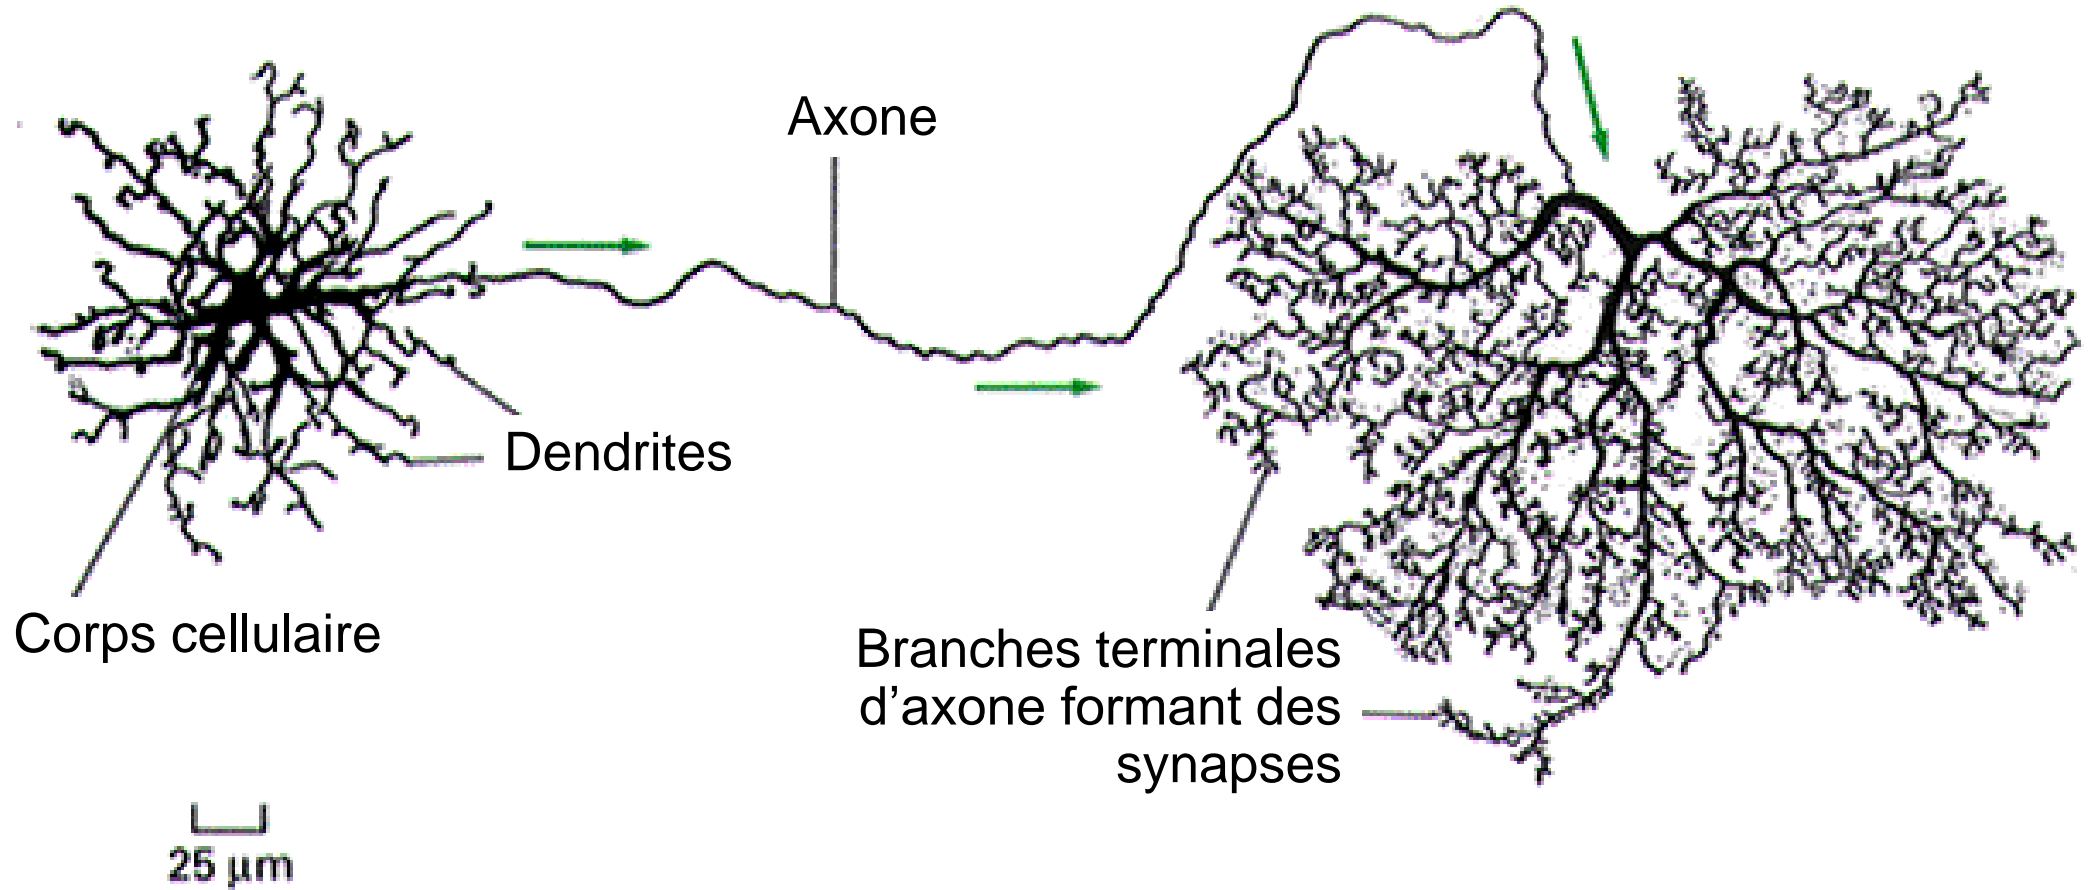 Axone
Dendrites
Corps cellulaire
Branches terminales
d’axone formant des
synapses
25 µm